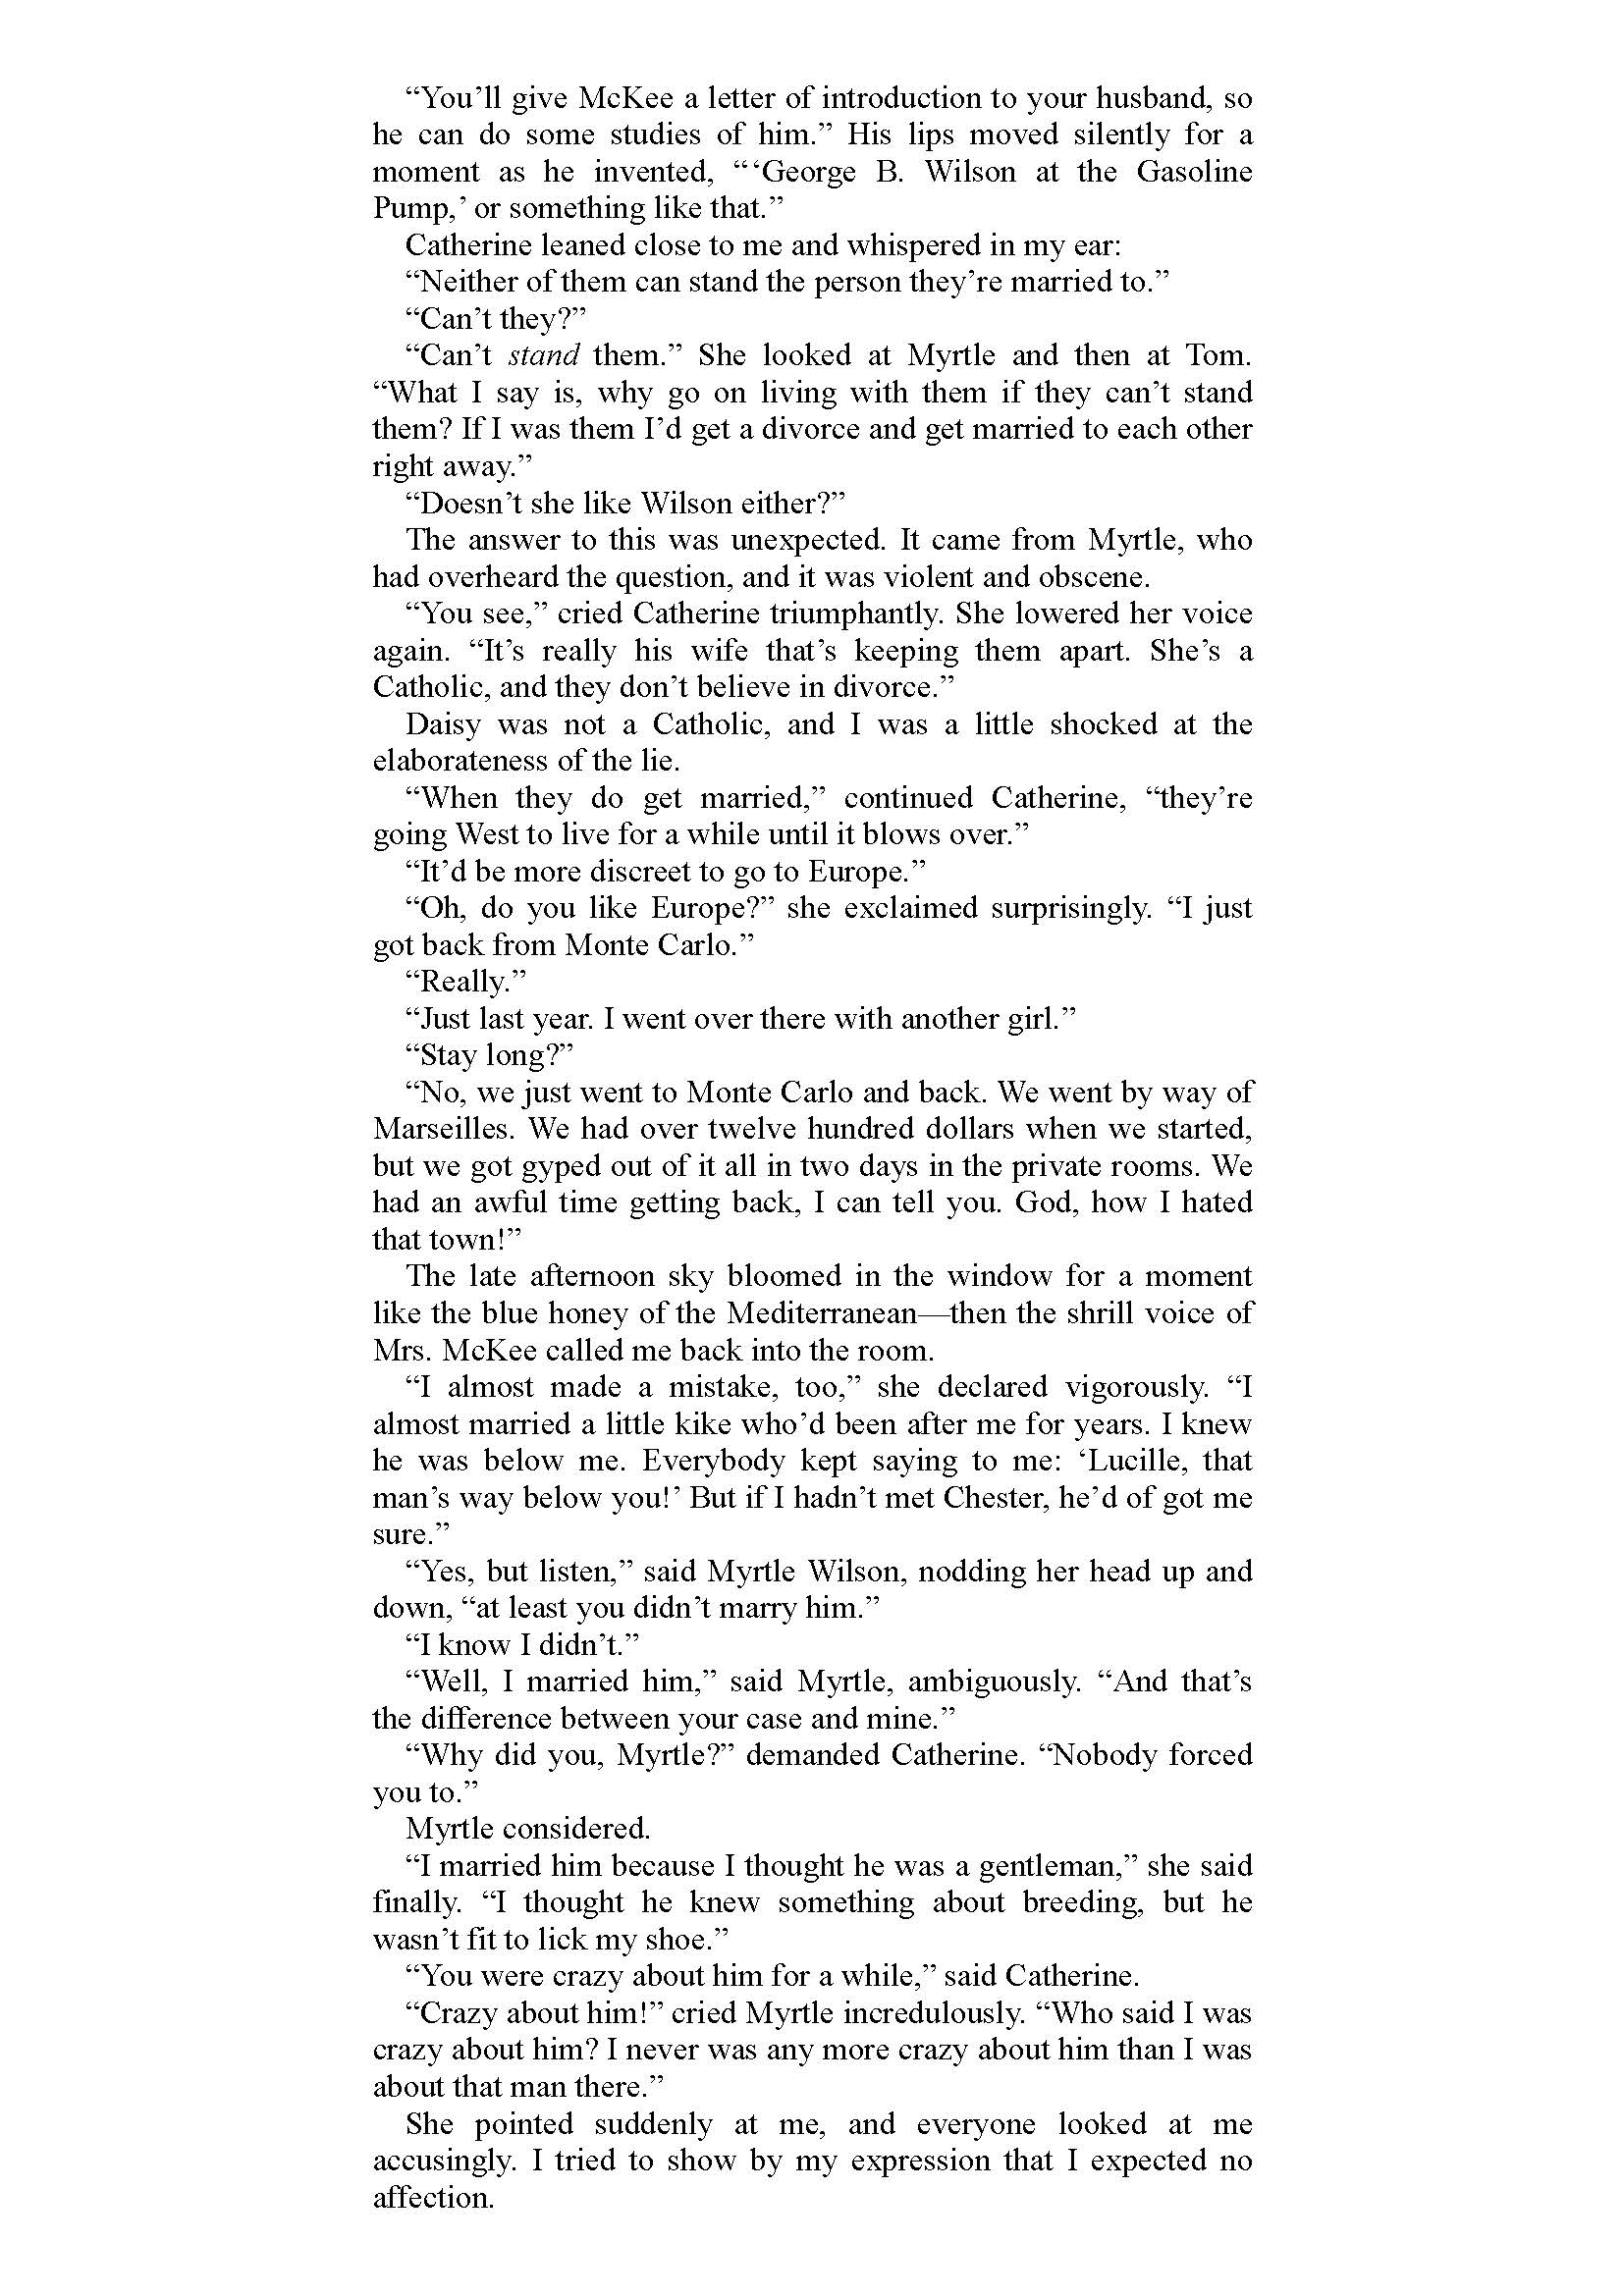 “You’ll give McKee a letter of introduction to your husband, so
he can do some studies of him.” His lips moved silently for a
moment as he invented, “ ‘George B. Wilson at the Gasoline
Pump,’ or something like that.”
Catherine leaned close to me and whispered in my ear:
“Neither of them can stand the person they’re married to.”
“Can’t they?”
“Can’t stand them.” She looked at Myrtle and then at Tom.
“What I say is, why go on living with them if they can’t stand
them? If I was them I’d get a divorce and get married to each other
right away.”
“Doesn’t she like Wilson either?”
The answer to this was unexpected. It came from Myrtle, who
had overheard the question, and it was violent and obscene.
“You see,” cried Catherine triumphantly. She lowered her voice
again. “It’s really his wife that’s keeping them apart. She’s a
Catholic, and they don’t believe in divorce.”
Daisy was not a Catholic, and I was a little shocked at the
elaborateness of the lie.
“When they do get married,” continued Catherine, “they’re
going West to live for a while until it blows over.”
“It’d be more discreet to go to Europe.”
“Oh, do you like Europe?” she exclaimed surprisingly. “I just
got back from Monte Carlo.”
“Really.”
“Just last year. I went over there with another girl.”
“Stay long?”
“No, we just went to Monte Carlo and back. We went by way of
Marseilles. We had over twelve hundred dollars when we started,
but we got gyped out of it all in two days in the private rooms. We
had an awful time getting back, I can tell you. God, how I hated
that town!”
The late afternoon sky bloomed in the window for a moment
like the blue honey of the Mediterranean—then the shrill voice of
Mrs. McKee called me back into the room.
“I almost made a mistake, too,” she declared vigorously. “I
almost married a little kike who’d been after me for years. I knew
he was below me. Everybody kept saying to me: ‘Lucille, that
man’s way below you!’ But if I hadn’t met Chester, he’d of got me
sure.”
“Yes, but listen,” said Myrtle Wilson, nodding her head up and
down, “at least you didn’t marry him.”
“I know I didn’t.”
“Well, I married him,” said Myrtle, ambiguously. “And that’s
the difference between your case and mine.”
“Why did you, Myrtle?” demanded Catherine. “Nobody forced
you to.”
Myrtle considered.
“I married him because I thought he was a gentleman,” she said
finally. “I thought he knew something about breeding, but he
wasn’t fit to lick my shoe.”
“You were crazy about him for a while,” said Catherine.
“Crazy about him!” cried Myrtle incredulously. “Who said I was
crazy about him? I never was any more crazy about him than I was
about that man there.”
She pointed suddenly at me, and everyone looked at me
accusingly. I tried to show by my expression that I expected no
affection.